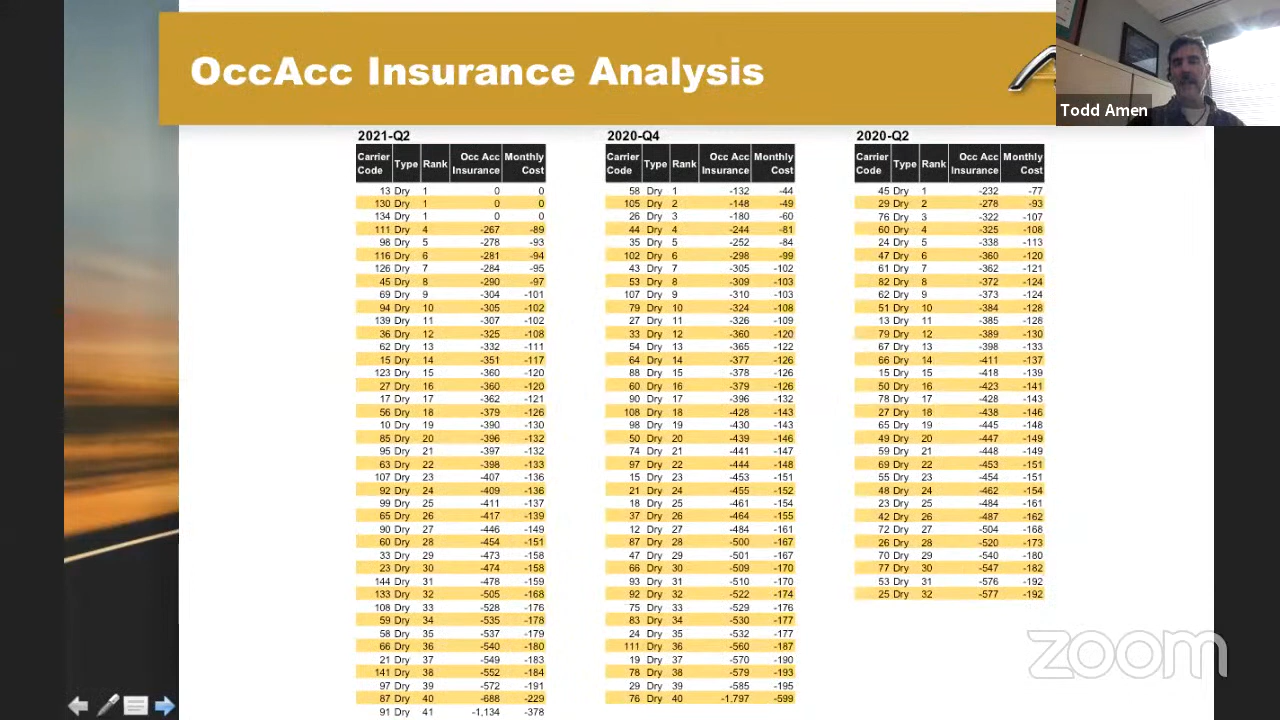 OccAcc Insurance Analysis
Todd Amen
2021-Q2
Carrier Code Type Rank Occ Acc Insurance Monthly Cost
13 Dry 1 0 0
130 Dry 1 0 0
134 Dry 1 0 0
111 Dry 4 -267 -89
98 Dry 5 -278 -93
116 Dry 6 -281 -94
126 Dry 7 -284 -95
45 Dry 8 -290 -97
69 Dry 9 -304 -101
94 Dry 10 -305 -102
139 Dry 11 -307 -102
36 Dry 12 -325 -108
62 Dry 13 -332 -111
15 Dry 14 -351 -117
123 Dry 15 -360 -120
27 Dry 16 -360 -120
17 Dry 17 -362 -121
56 Dry 18 -379 -126
10 Dry 19 -390 -130
85 Dry 20 -396 -132
95 Dry 21 -397 -132
63 Dry 22 -398 -133
107 Dry 23 -407 -136
92 Dry 24 -409 -136
99 Dry 25 -411 -137
65 Dry 26 -417 -139
90 Dry 27 -446 -149
60 Dry 28 -454 -151
33 Dry 29 -473 -158
23 Dry 30 -474 -158
144 Dry 31 -478 -159
133 Dry 32 -505 -168
108 Dry 33 -528 -176
59 Dry 34 -535 -178
58 Dry 35 -537 -179
66 Dry 36 -540 -180
21 Dry 37 -549 -183
141 Dry 38 -552 -184
97 Dry 39 -572 -191
87 Dry 40 -688 -229
91 Dry 41 -1,134 -378
2020-Q4
Carrier Code Type Rank Occ Acc Insurance Monthly Cost
58 Dry 1 -132 -44
105 Dry 2 -148 -49
26 Dry 3 -180 -60
44 Dry 4 -244 -81
35 Dry 5 -252 -84
102 Dry 6 -298 -99
43 Dry 7 -305 -102
53 Dry 8 -309 -103
107 Dry 9 -310 -103
79 Dry 10 -324 -108
27 Dry 11 -326 -109
33 Dry 12 -360 -120
54 Dry 13 -365 -122
64 Dry 14 -377 -126
88 Dry 15 -378 -126
60 Dry 16 -379 -126
90 Dry 17 -396 -132
108 Dry 18 -428 -143
98 Dry 19 -430 -143
50 Dry 20 -439 -146
74 Dry 21 -441 -147
97 Dry 22 -444 -148
15 Dry 23 -453 -151
21 Dry 24 -455 -152
18 Dry 25 -461 -154
37 Dry 26 -464 -155
12 Dry 27 -484 -161
87 Dry 28 -500 -167
47 Dry 29 -501 -167
66 Dry 30 -509 -170
93 Dry 31 -510 -170
92 Dry 32 -522 -174
75 Dry 33 -529 -176
83 Dry 34 -530 -177
24 Dry 35 -532 -177
111 Dry 36 -560 -187
19 Dry 37 -570 -190
78 Dry 38 -579 -193
29 Dry 39 -585 -195
76 Dry 40 -1,797 -599
2020-Q2
Carrier Code Type Rank Occ Acc Insurance Monthly Cost
45 Dry 1 -232 -77
29 Dry 2 -278 -93
76 Dry 3 -322 -107
60 Dry 4 -325 -108
24 Dry 5 -338 -113
47 Dry 6 -360 -120
61 Dry 7 -362 -121
82 Dry 8 -372 -124
62 Dry 9 -373 -124
51 Dry 10 -384 -128
13 Dry 11 -385 -128
79 Dry 12 -389 -130
67 Dry 13 -398 -133
66 Dry 14 -411 -137
15 Dry 15 -418 -139
50 Dry 16 -423 -141
78 Dry 17 -428 -143
27 Dry 18 -438 -146
65 Dry 19 -445 -148
49 Dry 20 -447 -149
59 Dry 21 -448 -149
69 Dry 22 -453 -151
55 Dry 23 -454 -151
48 Dry 24 -462 -154
23 Dry 25 -484 -161
42 Dry 26 -487 -162
72 Dry 27 -504 -168
26 Dry 28 -520 -173
70 Dry 29 -540 -180
77 Dry 30 -547 -182
53 Dry 31 -576 -192
25 Dry 32 -577 -192
zoom